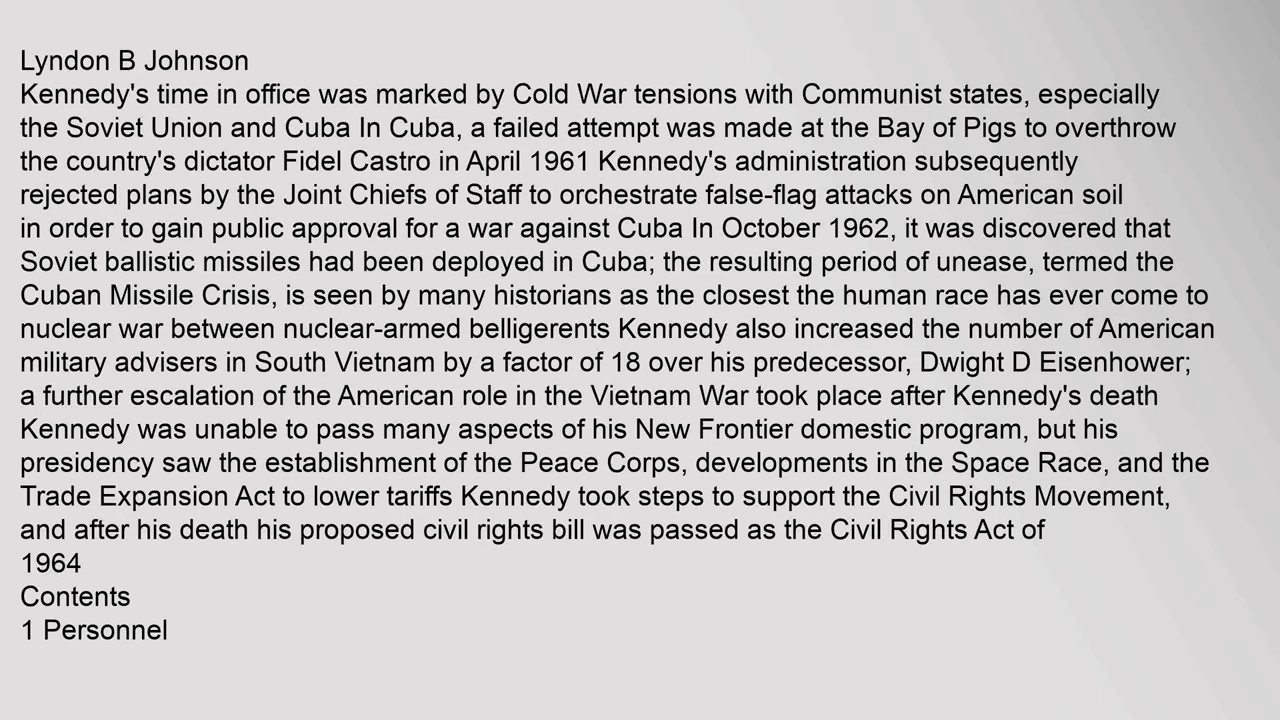 Lyndon B Johnson
Kennedy's time in office was marked by Cold War tensions with Communist states, especially
the Soviet Union and Cuba In Cuba, a failed attempt was made at the Bay of Pigs to overthrow
the country's dictator Fidel Castro in April 1961 Kennedy's administration subsequently
rejected plans by the Joint Chiefs of Staff to orchestrate false-flag attacks on American soil
in order to gain public approval for a war against Cuba In October 1962, it was discovered that
Soviet ballistic missiles had been deployed in Cuba; the resulting period of unease, termed the
Cuban Missile Crisis, is seen by many historians as the closest the human race has ever come to
nuclear war between nuclear-armed belligerents Kennedy also increased the number of American
military advisers in South Vietnam by a factor of 18 over his predecessor, Dwight D Eisenhower;
a further escalation of the American role in the Vietnam War took place after Kennedy's death
Kennedy was unable to pass many aspects of his New Frontier domestic program, but his
presidency saw the establishment of the Peace Corps, developments in the Space Race, and the
Trade Expansion Act to lower tariffs Kennedy took steps to support the Civil Rights Movement,
and after his death his proposed civil rights bill was passed as the Civil Rights Act of
1964
Contents
1 Personnel